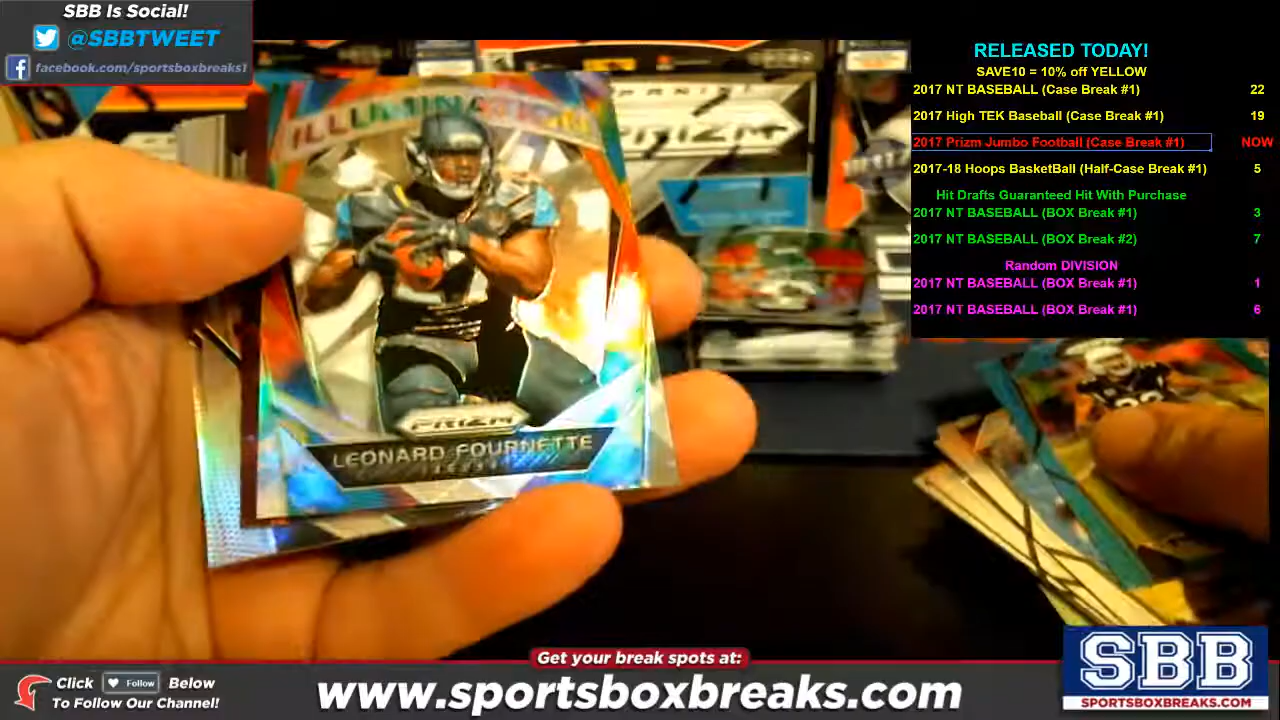 SBB Is Social!
@SBBTWEET
facebook.com/sportsboxbreaks1
RELEASED TODAY!
SAVE10 = 10% off YELLOW
2017 NT BASEBALL (Case Break #1) 22
2017 High TEK Baseball (Case Break #1) 19
2017 Prizm Jumbo Football (Case Break #1) NOW
2017-18 Hoops BasketBall (Half-Case Break #1) 5
Hit Drafts Guaranteed Hit With Purchase
2017 NT BASEBALL (BOX Break #1) 3
2017 NT BASEBALL (BOX Break #2) 7
Random DIVISION
2017 NT BASEBALL (BOX Break #1) 1
2017 NT BASEBALL (BOX Break #1) 6
PANINI
PRIZM
PRIZM
LEONARD FOURNETTE
Get your break spots at:
www.sportsboxbreaks.com
Click Follow Below
To Follow Our Channel!
SBB
SPORTSBOXBREAKS.COM